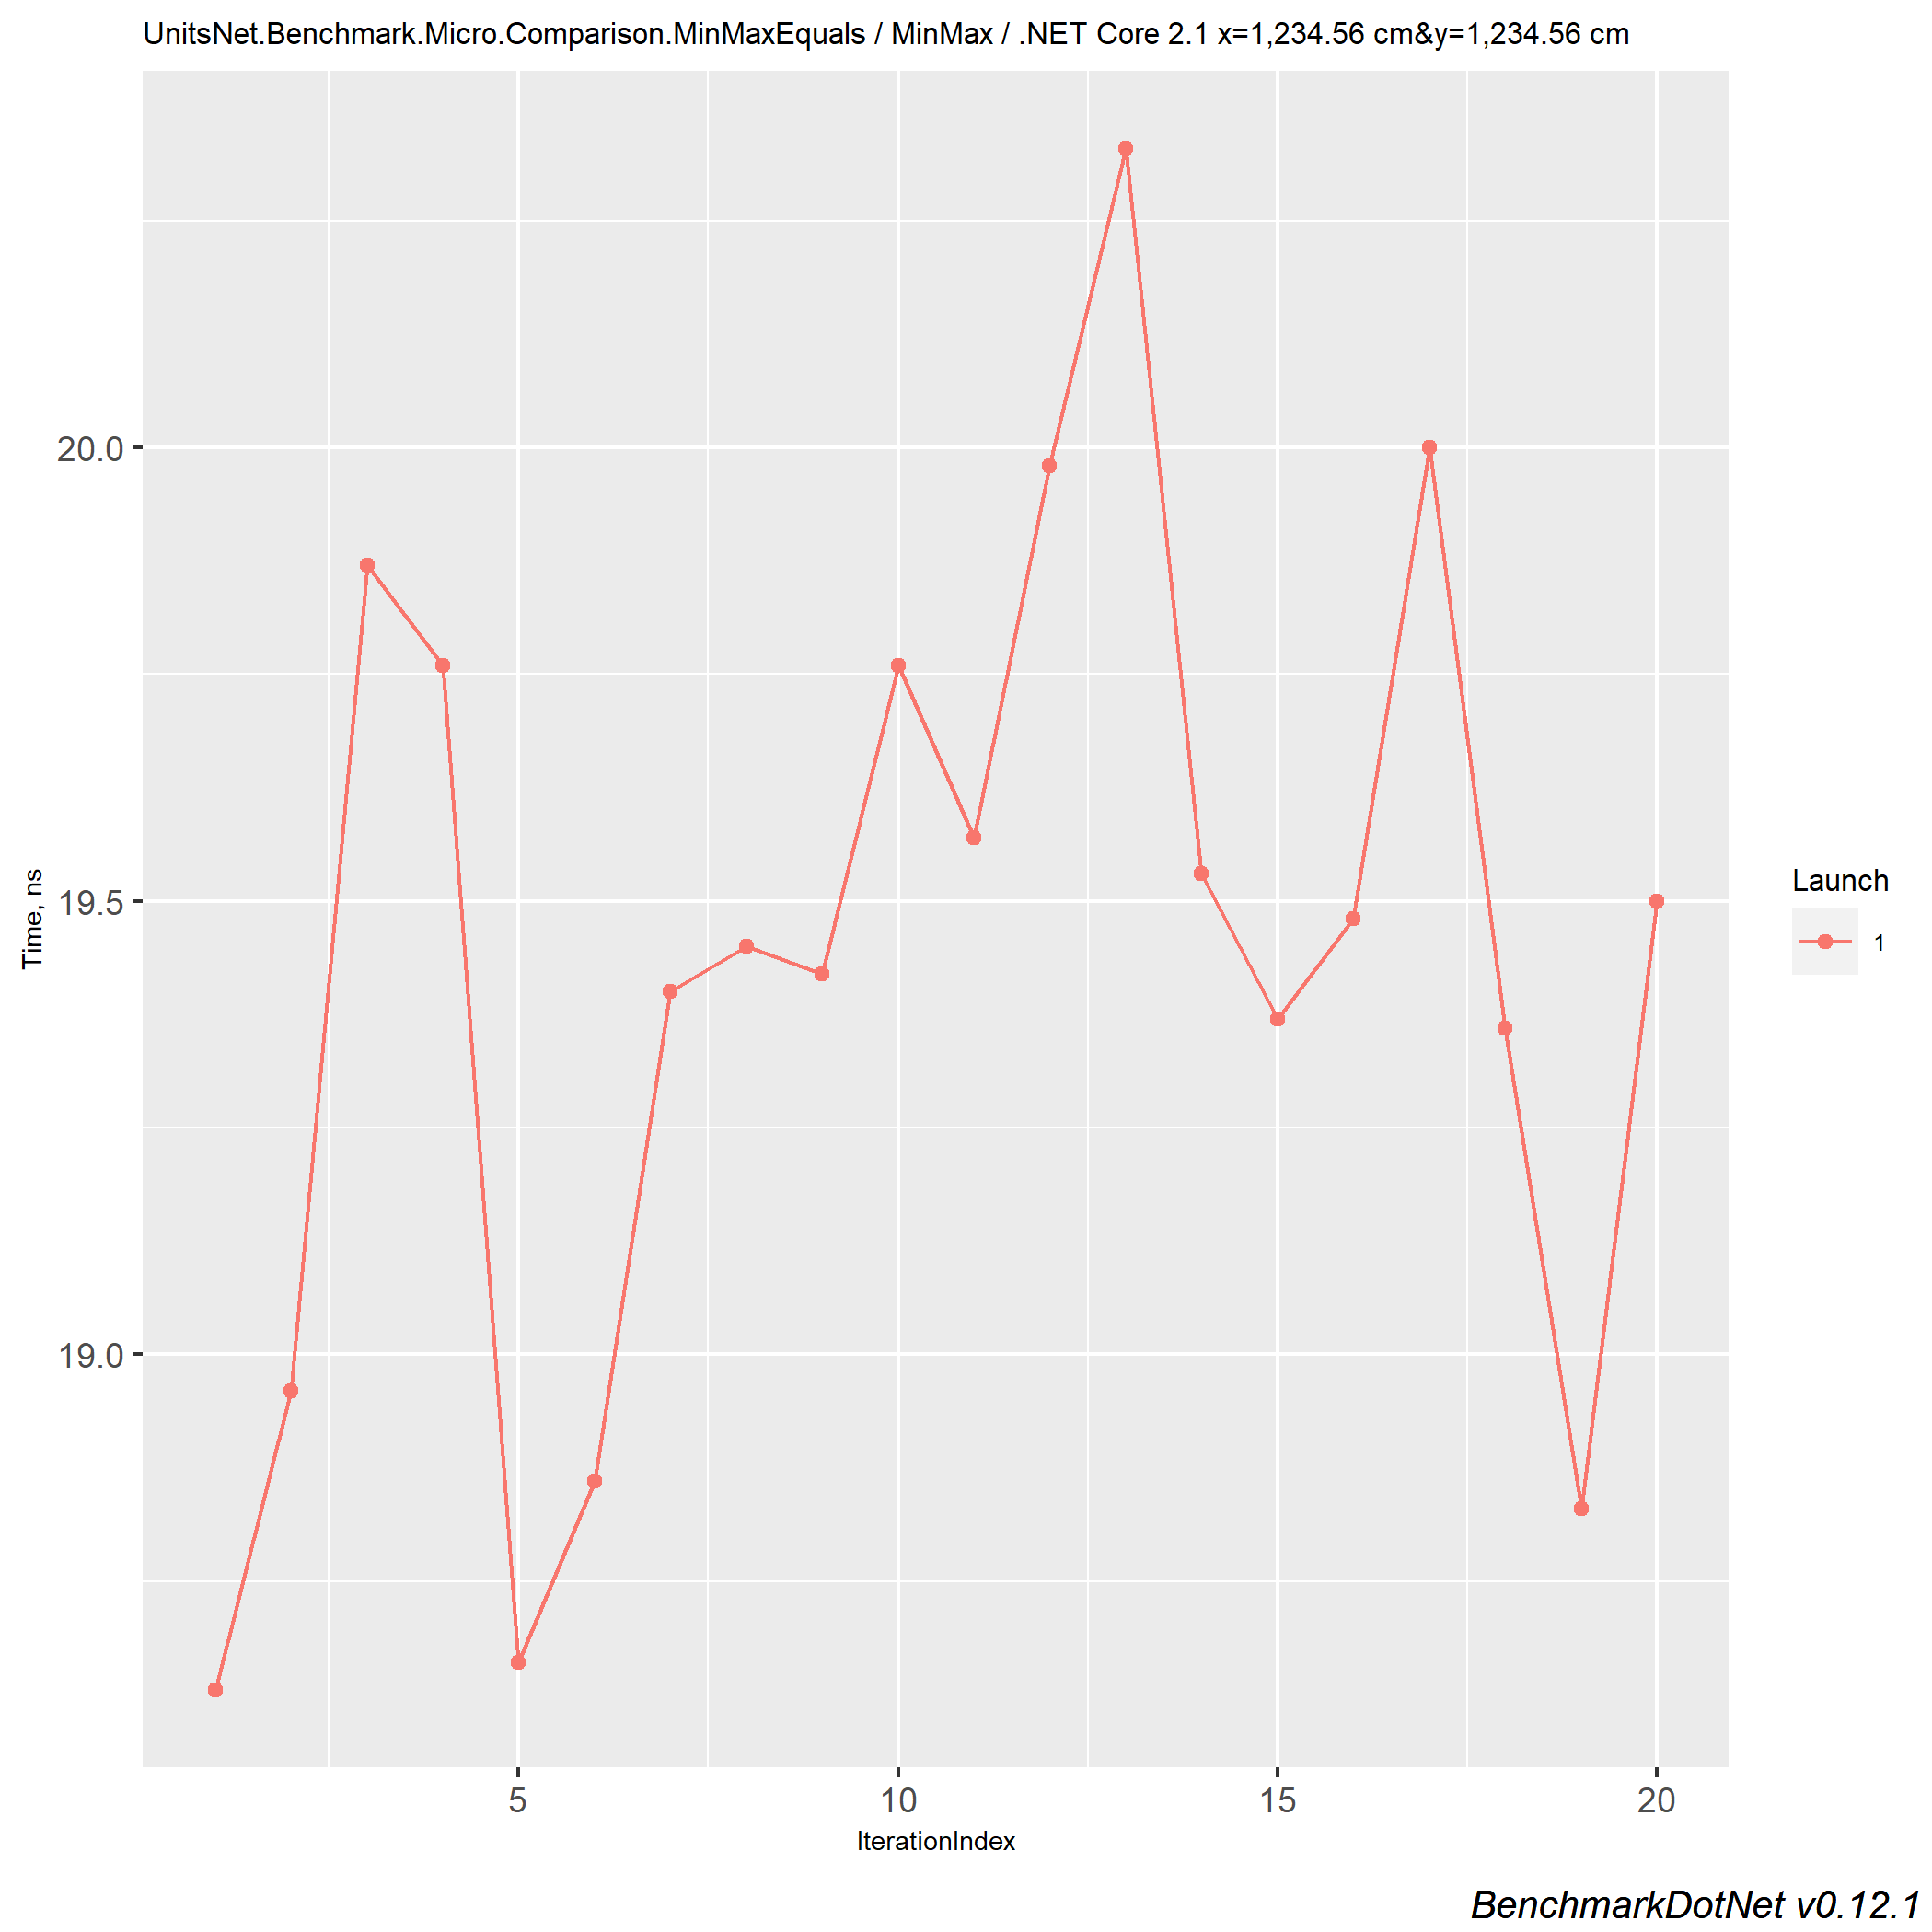 UnitsNet.Benchmark.Micro.Comparison.MinMaxEquals / MinMax / .NET Core 2.1 x=1,234.56 cm&y=1,234.56 cm
20.0
19.5
19.0
Time, ns
5 10 15 20
IterationIndex
Launch
1
BenchmarkDotNet v0.12.1